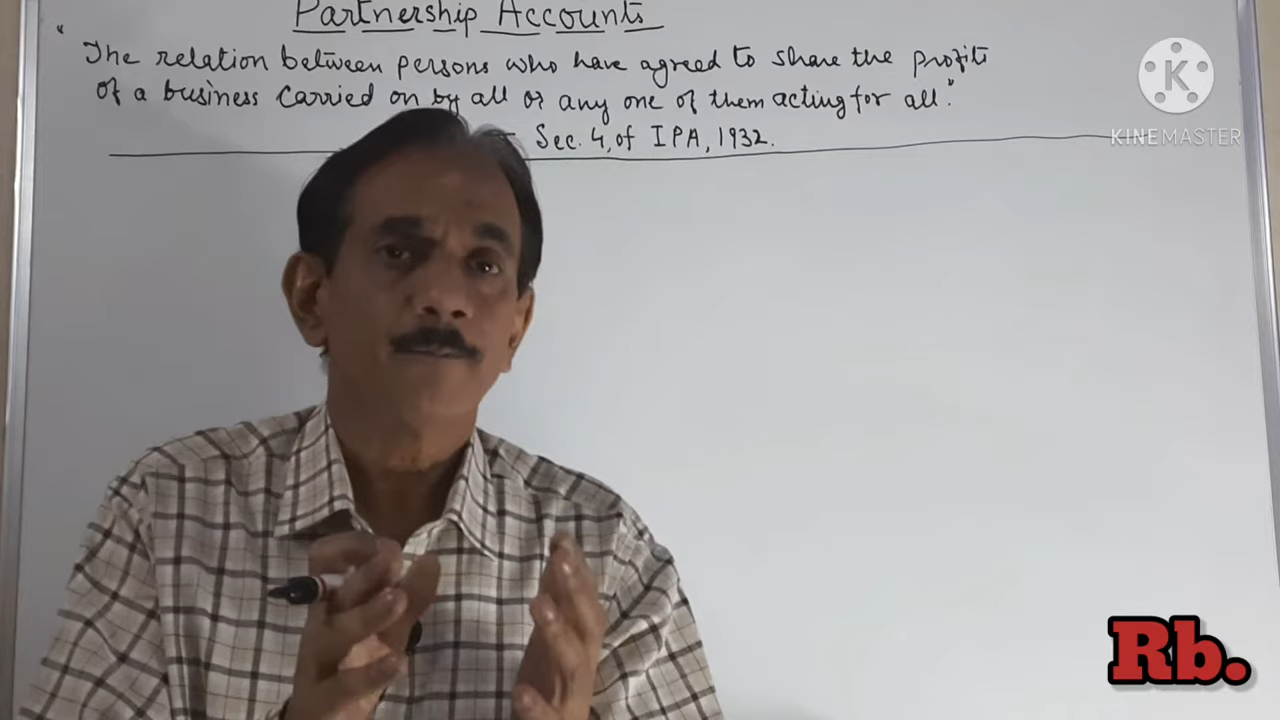 Partnership Accounts
"The relation between persons who have agreed to share the profits
of a business carried on by all or any one of them acting for all."
— Sec. 4, of IPA, 1932.
K
KINEMASTER
Rb.